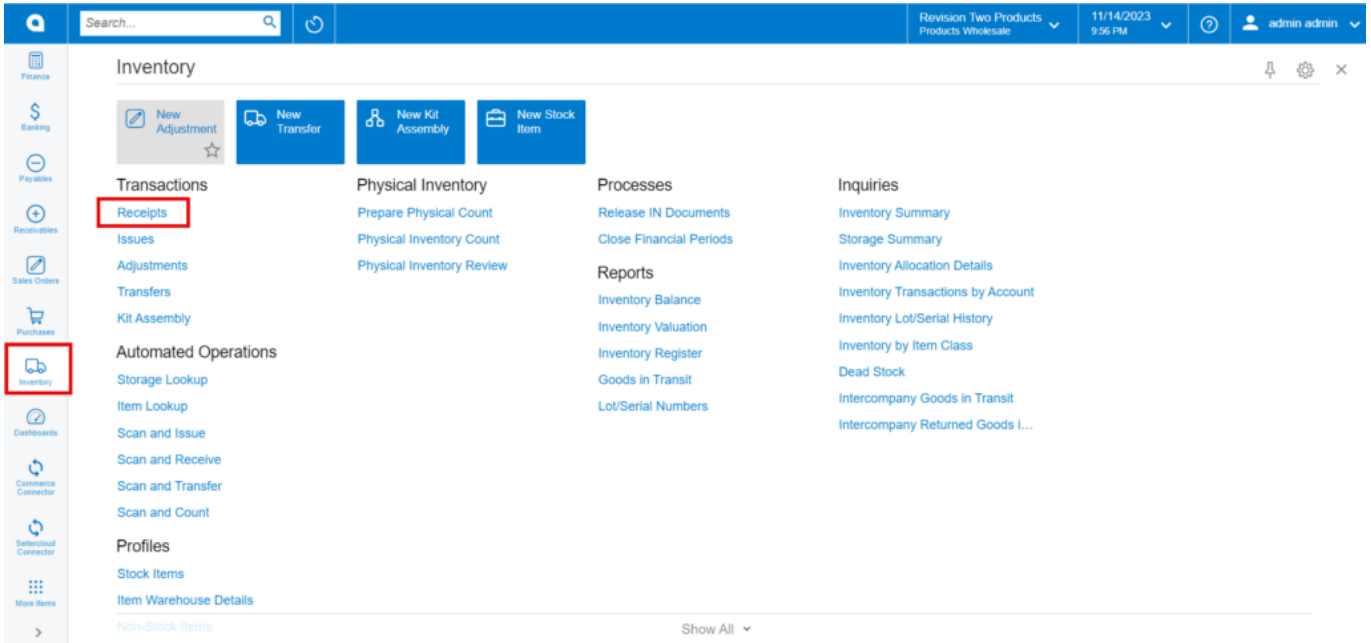 Search...
Revision Two Products
Products Wholesale
11/14/2023
9:56 PM
admin admin
Finance
Banking
Payables
Receivables
Sales Orders
Purchases
Inventory
Dashboards
Commerce
Connector
Sellercloud
Connector
More Items
Inventory
New
Adjustment
New
Transfer
New Kit
Assembly
New Stock
Item
Transactions
Receipts
Issues
Adjustments
Transfers
Kit Assembly
Automated Operations
Storage Lookup
Item Lookup
Scan and Issue
Scan and Receive
Scan and Transfer
Scan and Count
Profiles
Stock Items
Item Warehouse Details
Non-Stock Items
Physical Inventory
Prepare Physical Count
Physical Inventory Count
Physical Inventory Review
Processes
Release IN Documents
Close Financial Periods
Reports
Inventory Balance
Inventory Valuation
Inventory Register
Goods in Transit
Lot/Serial Numbers
Inquiries
Inventory Summary
Storage Summary
Inventory Allocation Details
Inventory Transactions by Account
Inventory Lot/Serial History
Inventory by Item Class
Dead Stock
Intercompany Goods in Transit
Intercompany Returned Goods i...
Show All